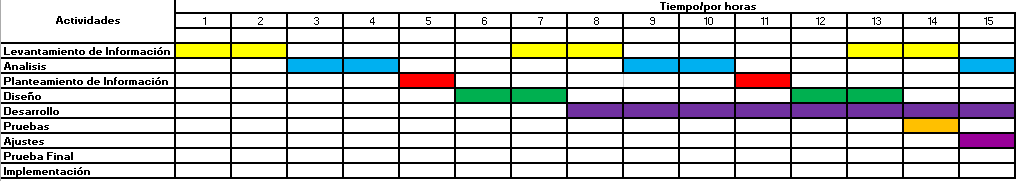 Tiempo/por horas
Actividades
1 2 3 4 5 6 7 8 9 10 11 12 13 14 15
Levantamiento de Información
Analisis
Planteamiento de Información
Diseño
Desarrollo
Pruebas
Ajustes
Prueba Final
Implementación